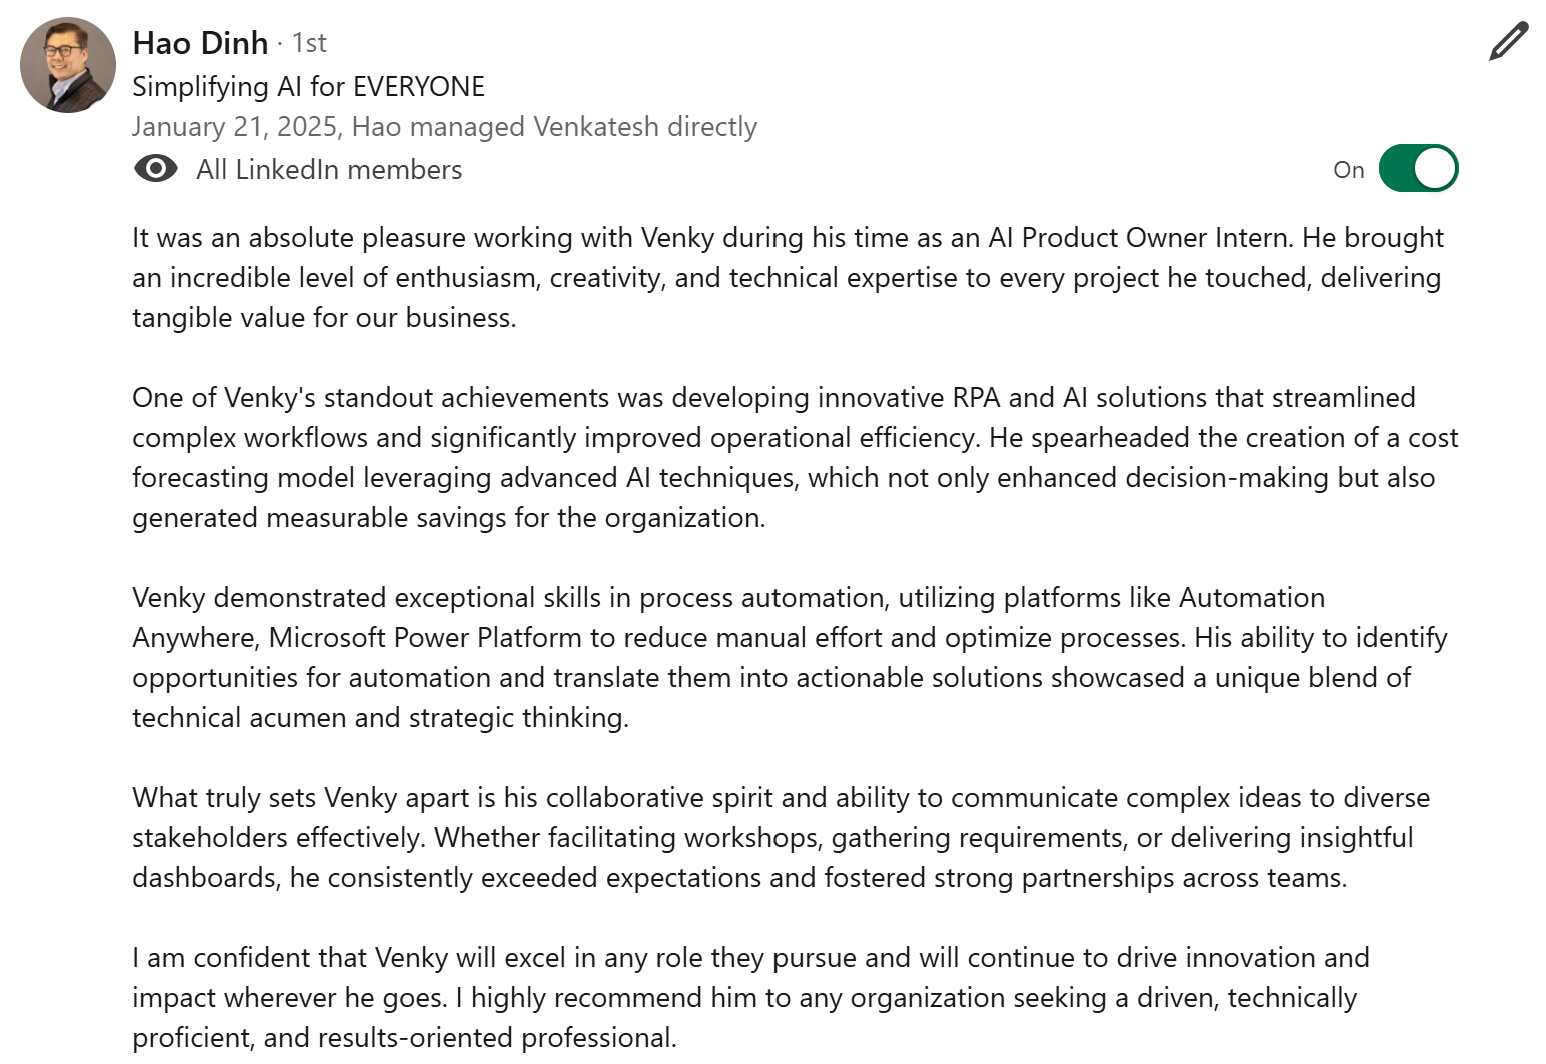 Hao Dinh · 1st
Simplifying AI for EVERYONE
January 21, 2025, Hao managed Venkatesh directly
All LinkedIn members
On
It was an absolute pleasure working with Venky during his time as an AI Product Owner Intern. He brought
an incredible level of enthusiasm, creativity, and technical expertise to every project he touched, delivering
tangible value for our business.
One of Venky's standout achievements was developing innovative RPA and AI solutions that streamlined
complex workflows and significantly improved operational efficiency. He spearheaded the creation of a cost
forecasting model leveraging advanced AI techniques, which not only enhanced decision-making but also
generated measurable savings for the organization.
Venky demonstrated exceptional skills in process automation, utilizing platforms like Automation
Anywhere, Microsoft Power Platform to reduce manual effort and optimize processes. His ability to identify
opportunities for automation and translate them into actionable solutions showcased a unique blend of
technical acumen and strategic thinking.
What truly sets Venky apart is his collaborative spirit and ability to communicate complex ideas to diverse
stakeholders effectively. Whether facilitating workshops, gathering requirements, or delivering insightful
dashboards, he consistently exceeded expectations and fostered strong partnerships across teams.
I am confident that Venky will excel in any role they pursue and will continue to drive innovation and
impact wherever he goes. I highly recommend him to any organization seeking a driven, technically
proficient, and results-oriented professional.